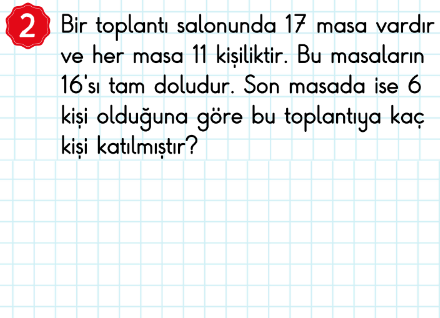 2 Bir toplantı salonunda 17 masa vardır
ve her masa 11 kişiliktir. Bu masaların
16'sı tam doludur. Son masada ise 6
kişi olduğuna göre bu toplantıya kaç
kişi katılmıştır?